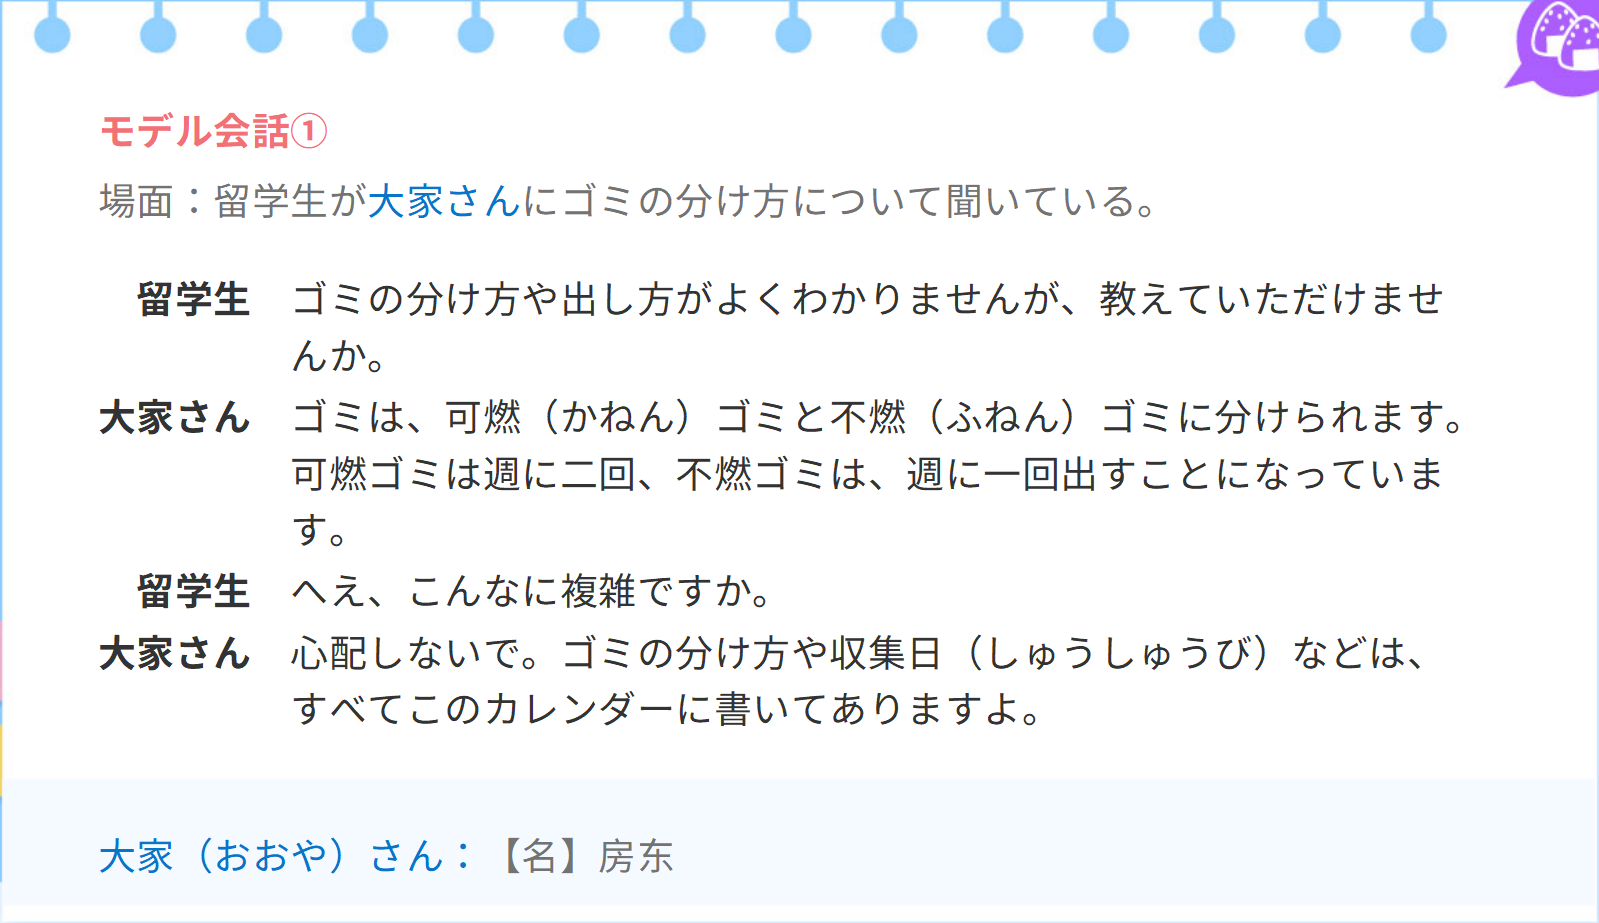 モデル会話①
場面：留学生が大家さんにゴミの分け方について聞いている。
留学生 ゴミの分け方や出し方がよくわかりませんが、教えていただけませ
んか。
大家さん ゴミは、可燃（かねん）ゴミと不燃（ふねん）ゴミに分けられます。
可燃ゴミは週に二回、不燃ゴミは、週に一回出すことになっていま
す。
留学生 へえ、こんなに複雑ですか。
大家さん 心配しないで。ゴミの分け方や収集日（しゅうしゅうび）などは、
すべてこのカレンダーに書いてありますよ。
大家（おおや）さん：【名】房东